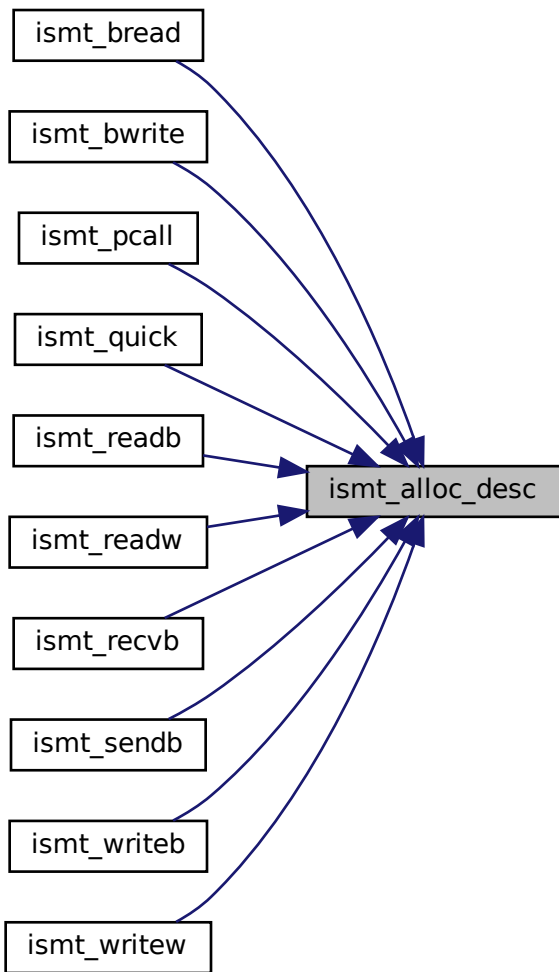 ismt_bread
ismt_bwrite
ismt_pcall
ismt_quick
ismt_readb
ismt_alloc_desc
ismt_readw
ismt_recvb
ismt_sendb
ismt_writeb
ismt_writew